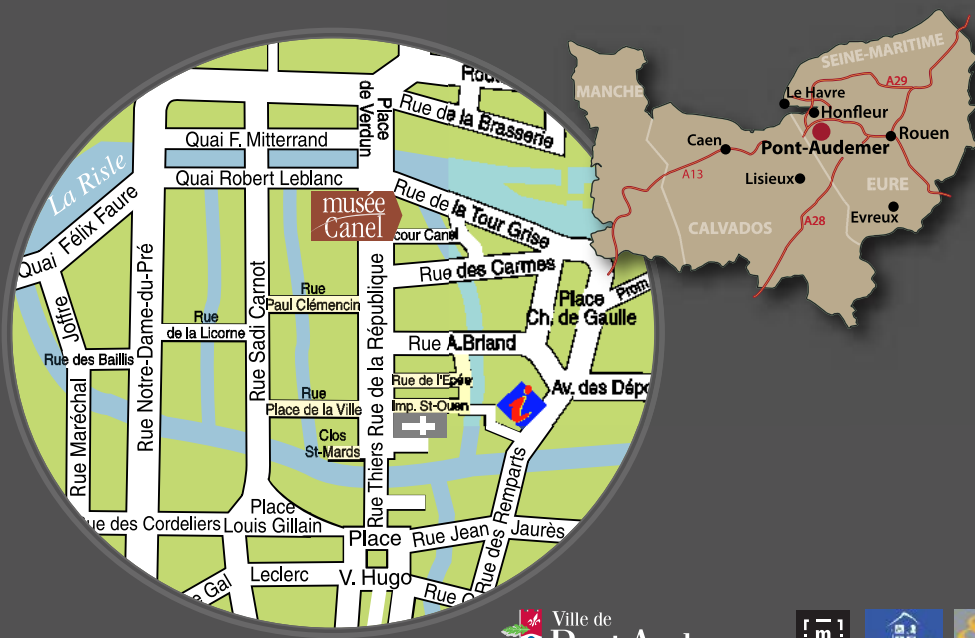 Place
de Verdun
Rue de la Brasserie
Quai F. Mitterrand
Quai Robert Leblanc
La Risle
Quai Félix Faure
musée
Canel
cour Canel
Rue de la Tour Grise
Rue des Carmes
Place
Ch. de Gaulle
Prom
Rue Notre-Dame-du-Pré
Rue Sadi Carnot
Rue de la République
Rue
Paul Clémencin
Rue
de la Licorne
Rue A.Briand
Joffre
Rue Maréchal
Rue des Baillis
Rue de l'Epée
Imp. St-Ouen
i
Av. des Dépo
Rue
Place de la Ville
Clos
St-Mards
Rue Thiers
Rue des Remparts
Place
Louis Gillain
ue des Cordeliers
Place
V. Hugo
Rue Jean Jaurès
Leclerc
e Gal
Rue
MANCHE
SEINE-MARITIME
A29
Le Havre
Honfleur
Rouen
Caen
Pont-Audemer
A13
Lisieux
EURE
Evreux
CALVADOS
A28
Ville de
m